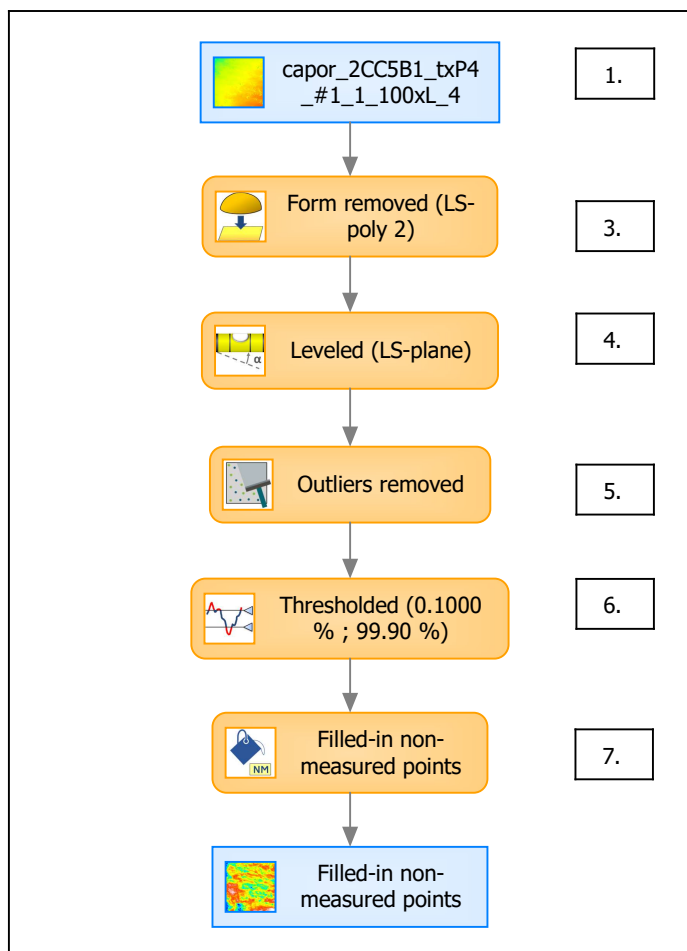 capor_2CC5B1_txP4
_#1_1_100xL_4
1.
Form removed (LS-
poly 2)
3.
Leveled (LS-plane)
α
4.
Outliers removed
5.
Thresholded (0.1000
% ; 99.90 %)
6.
Filled-in non-
measured points
NM
7.
Filled-in non-
measured points